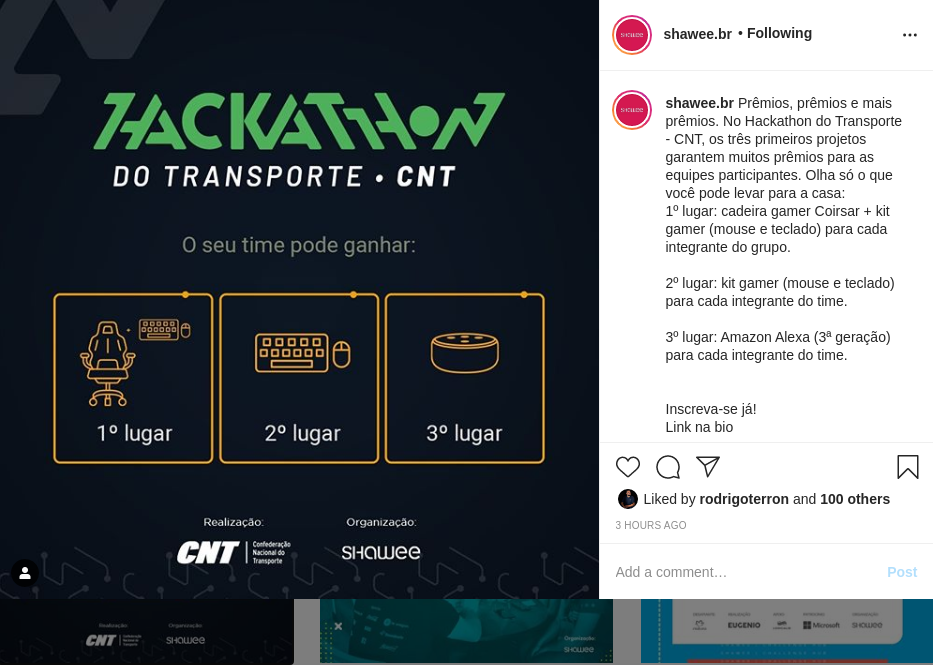 HACKATHON
DO TRANSPORTE • CNT
O seu time pode ganhar:
1º lugar
2º lugar
3º lugar
Realização:
Organização:
CNT
Confederação
Nacional do
Transporte
SHAWEE
shawee.br • Following
shawee.br Prêmios, prêmios e mais
prêmios. No Hackathon do Transporte
- CNT, os três primeiros projetos
garantem muitos prêmios para as
equipes participantes. Olha só o que
você pode levar para a casa:
1º lugar: cadeira gamer Coirsar + kit
gamer (mouse e teclado) para cada
integrante do grupo.
2º lugar: kit gamer (mouse e teclado)
para cada integrante do time.
3º lugar: Amazon Alexa (3ª geração)
para cada integrante do time.
Inscreva-se já!
Link na bio
Liked by rodrigoterron and 100 others
3 HOURS AGO
Add a comment…
Post
Realização:
Organização:
CNT
SHAWEE
Organização:
SHAWEE
EUGENIO
Microsoft
SHAWEE